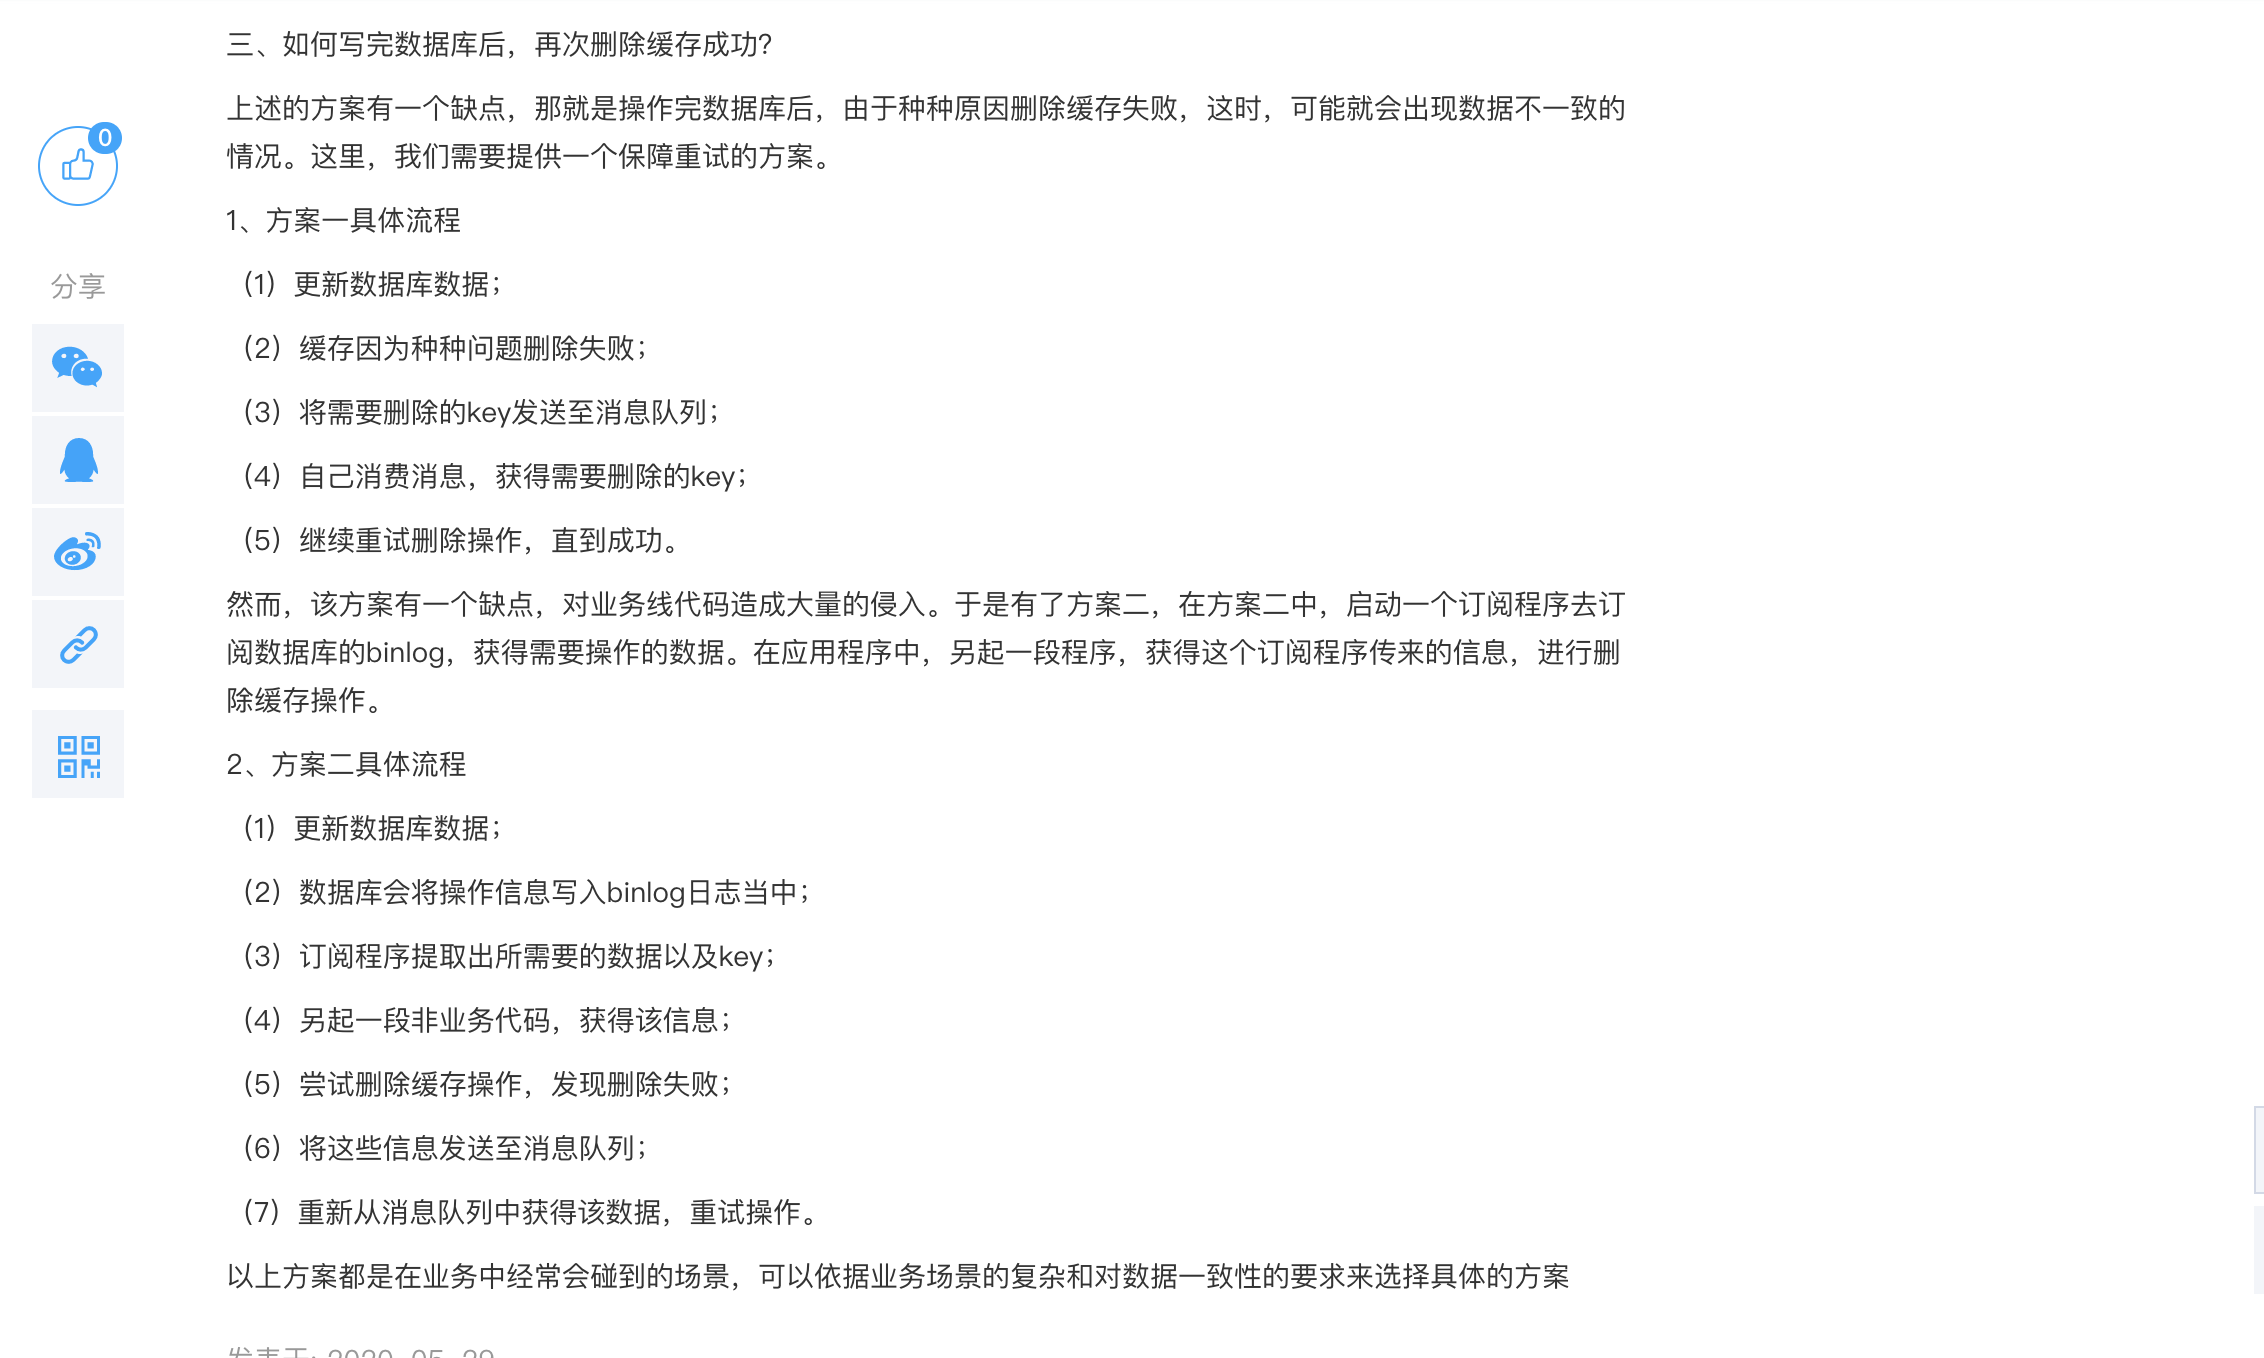 三、如何写完数据库后，再次删除缓存成功？
上述的方案有一个缺点，那就是操作完数据库后，由于种种原因删除缓存失败，这时，可能就会出现数据不一致的
情况。这里，我们需要提供一个保障重试的方案。
0
1、方案一具体流程
分享
（1）更新数据库数据；
（2）缓存因为种种问题删除失败；
（3）将需要删除的key发送至消息队列；
（4）自己消费消息，获得需要删除的key；
（5）继续重试删除操作，直到成功。
然而，该方案有一个缺点，对业务线代码造成大量的侵入。于是有了方案二，在方案二中，启动一个订阅程序去订
阅数据库的binlog，获得需要操作的数据。在应用程序中，另起一段程序，获得这个订阅程序传来的信息，进行删
除缓存操作。
2、方案二具体流程
（1）更新数据库数据；
（2）数据库会将操作信息写入binlog日志当中；
（3）订阅程序提取出所需要的数据以及key；
（4）另起一段非业务代码，获得该信息；
（5）尝试删除缓存操作，发现删除失败；
（6）将这些信息发送至消息队列；
（7）重新从消息队列中获得该数据，重试操作。
以上方案都是在业务中经常会碰到的场景，可以依据业务场景的复杂和对数据一致性的要求来选择具体的方案
发表于: 2020-05-29